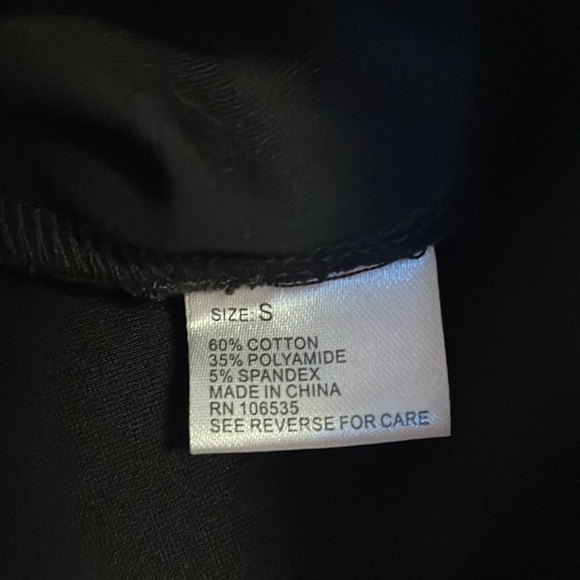 SIZE: S
60% COTTON
35% POLYAMIDE
5% SPANDEX
MADE IN CHINA
RN 106535
SEE REVERSE FOR CARE